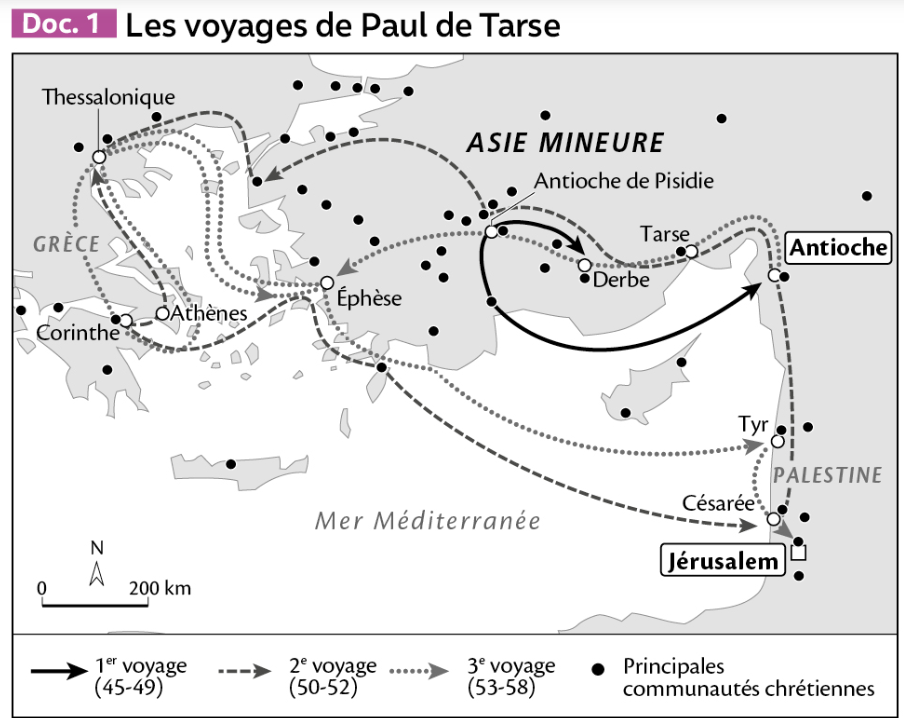 Doc. 1 Les voyages de Paul de Tarse
Thessalonique
ASIE MINEURE
Antioche de Pisidie
GRÈCE
Tarse
Antioche
Derbe
Éphèse
Athènes
Corinthe
Tyr
PALESTINE
Césarée
Mer Méditerranée
Jérusalem
N
0 200 km
1er voyage
(45-49)
2e voyage
(50-52)
3e voyage
(53-58)
Principales
communautés chrétiennes